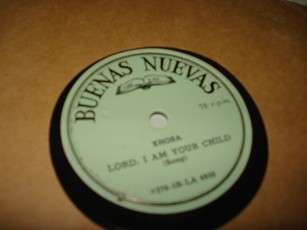 BUENAS NUEVAS
78 r.p.m.
XHOSA
LORD, I AM YOUR CHILD
(Song)